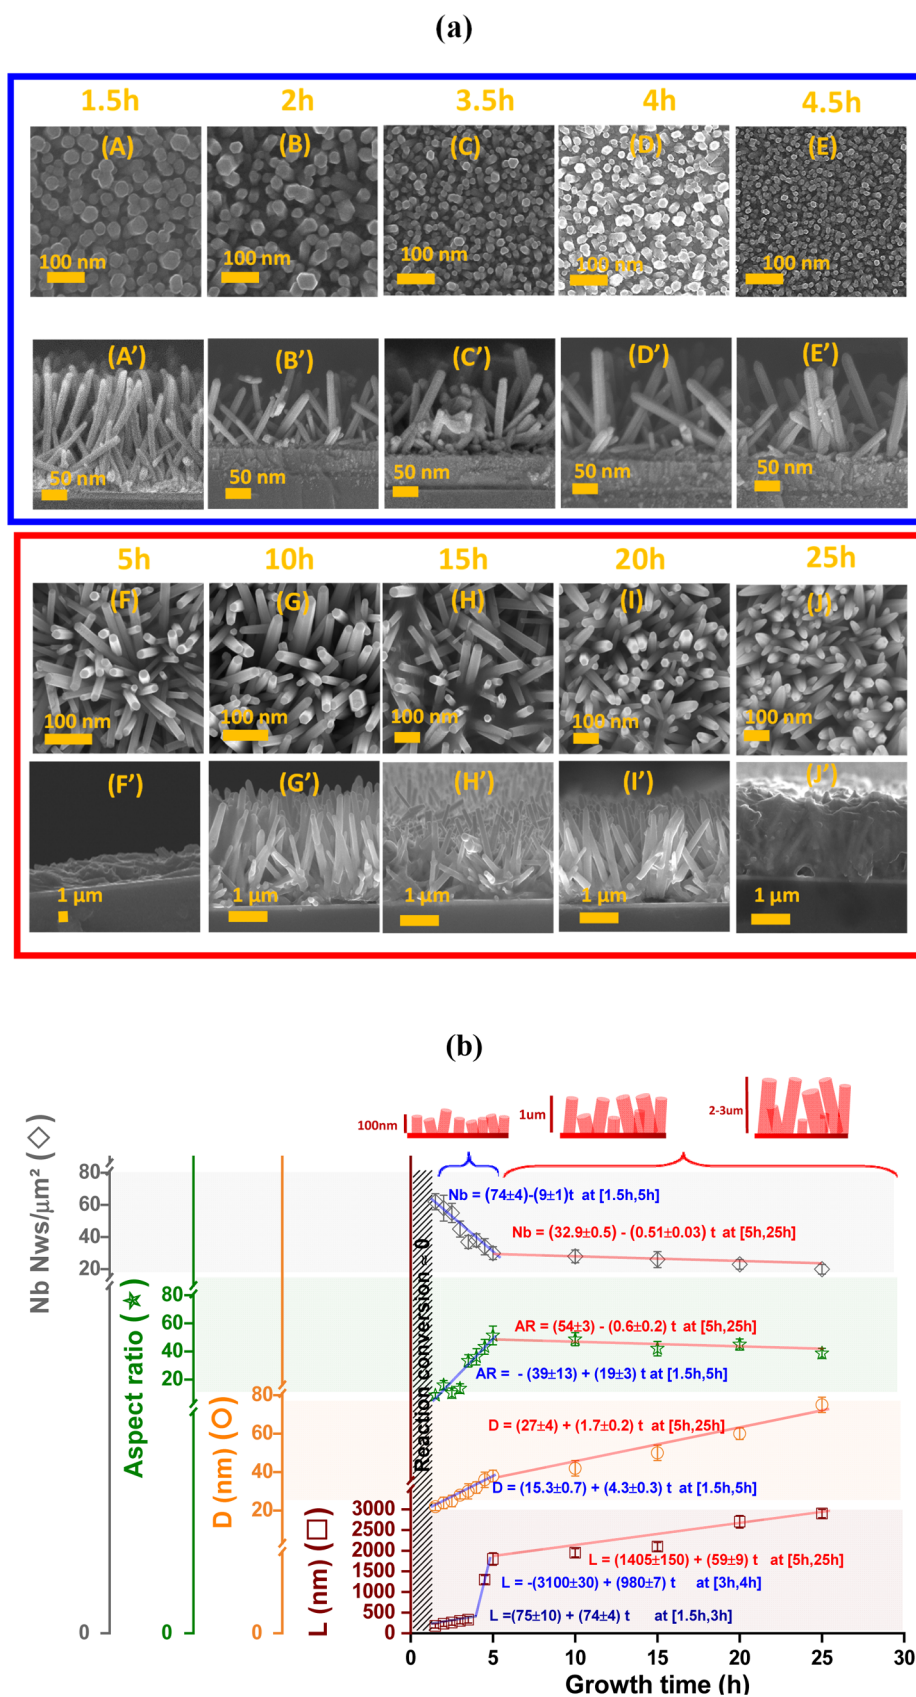 (a)
1.5h 2h 3.5h 4h 4.5h
(A) (B) (C) (D) (E)
100 nm 100 nm 100 nm 100 nm 100 nm
(A’) (B’) (C’) (D’) (E’)
50 nm 50 nm 50 nm 50 nm 50 nm
5h 10h 15h 20h 25h
(F) (G) (H) (I) (J)
100 nm 100 nm 100 nm 100 nm 100 nm
(F’) (G’) (H’) (I’) (J’)
1 µm 1 µm 1 µm 1 µm 1 µm
(b)
100nm 1um 2-3um
Nb Nws/µm² (◇)
80
60
40
20
0
Aspect ratio (☆)
80
60
40
20
0
D (nm) (○)
80
60
40
20
0
L (nm) (□)
3000
2500
2000
1500
1000
500
0
Reaction conversion ~ 0
Nb = (74±4)-(9±1)t at [1.5h,5h]
Nb = (32.9±0.5) - (0.51±0.03) t at [5h,25h]
AR = (54±3) - (0.6±0.2) t at [5h,25h]
AR = - (39±13) + (19±3) t at [1.5h,5h]
D = (27±4) + (1.7±0.2) t at [5h,25h]
D = (15.3±0.7) + (4.3±0.3) t at [1.5h,5h]
L = (1405±150) + (59±9) t [5h,25h]
L = -(3100±30) + (980±7) t at [3h,4h]
L =(75±10) + (74±4) t at [1.5h,3h]
0 5 10 15 20 25 30
Growth time (h)